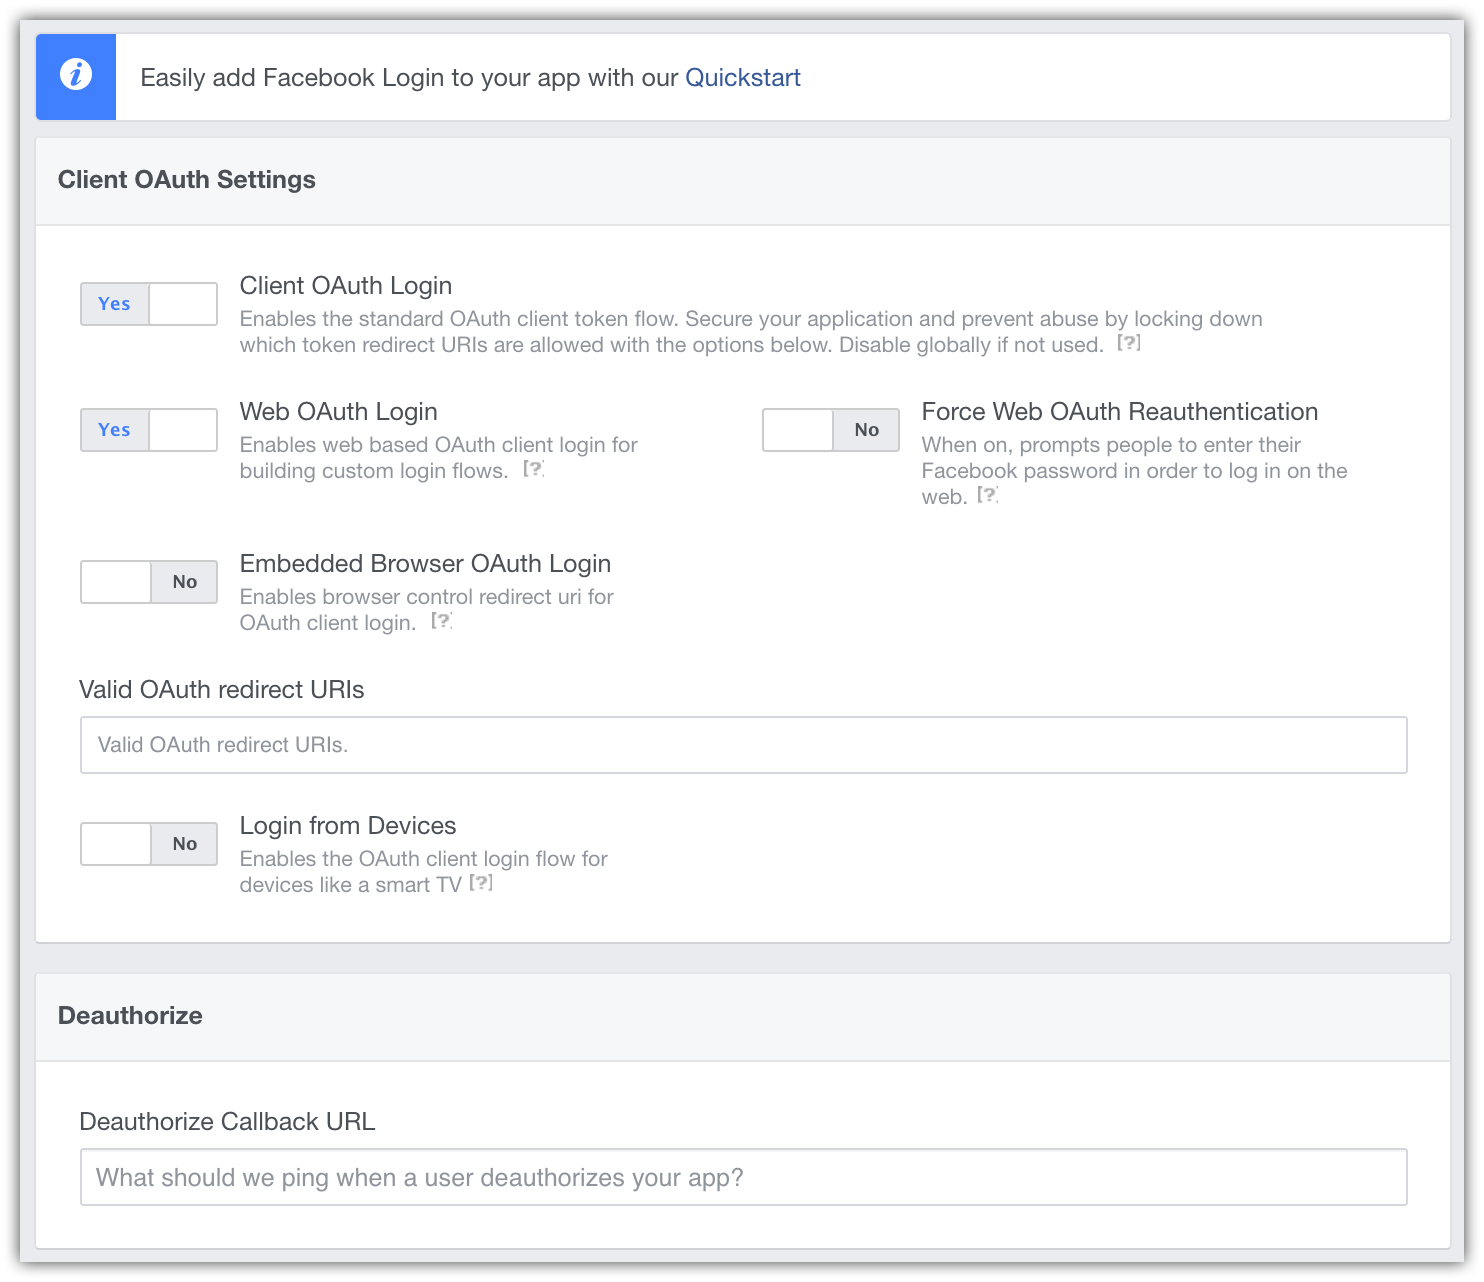 Easily add Facebook Login to your app with our Quickstart
Client OAuth Settings
Yes
Client OAuth Login
Enables the standard OAuth client token flow. Secure your application and prevent abuse by locking down
which token redirect URIs are allowed with the options below. Disable globally if not used. [?]
Yes
Web OAuth Login
Enables web based OAuth client login for
building custom login flows. [?]
No
Force Web OAuth Reauthentication
When on, prompts people to enter their
Facebook password in order to log in on the
web. [?]
No
Embedded Browser OAuth Login
Enables browser control redirect uri for
OAuth client login. [?]
Valid OAuth redirect URIs
Valid OAuth redirect URIs.
No
Login from Devices
Enables the OAuth client login flow for
devices like a smart TV [?]
Deauthorize
Deauthorize Callback URL
What should we ping when a user deauthorizes your app?